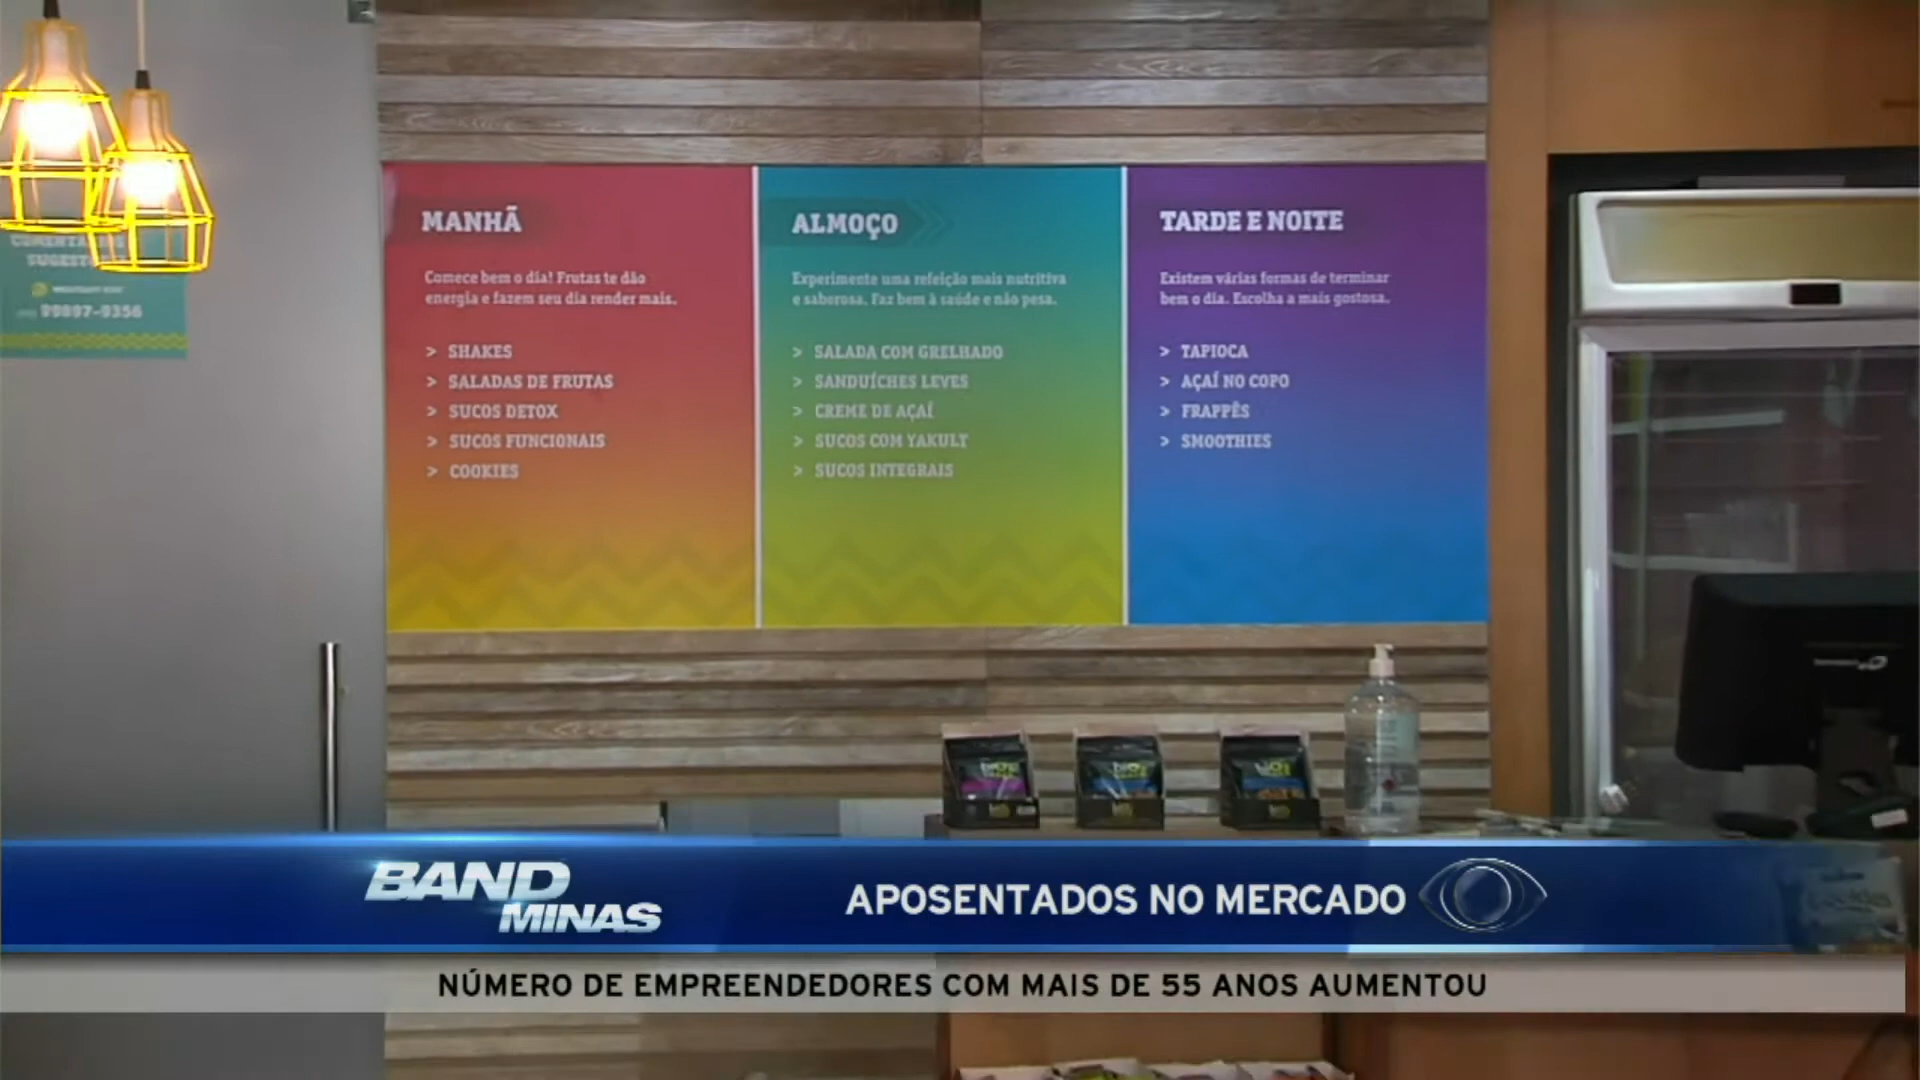 SUGEST
99897-9356
MANHÃ
Comece bem o dia! Frutas te dão
energia e fazem seu dia render mais.
> SHAKES
> SALADAS DE FRUTAS
> SUCOS DETOX
> SUCOS FUNCIONAIS
> COOKIES
ALMOÇO
Experimente uma refeição mais nutritiva
e saborosa. Faz bem à saúde e não pesa.
> SALADA COM GRELHADO
> SANDUÍCHES LEVES
> CREME DE AÇAÍ
> SUCOS COM YAKULT
> SUCOS INTEGRAIS
TARDE E NOITE
Existem várias formas de terminar
bem o dia. Escolha a mais gostosa.
> TAPIOCA
> AÇAÍ NO COPO
> FRAPPÊS
> SMOOTHIES
BAND
MINAS
APOSENTADOS NO MERCADO
NÚMERO DE EMPREENDEDORES COM MAIS DE 55 ANOS AUMENTOU